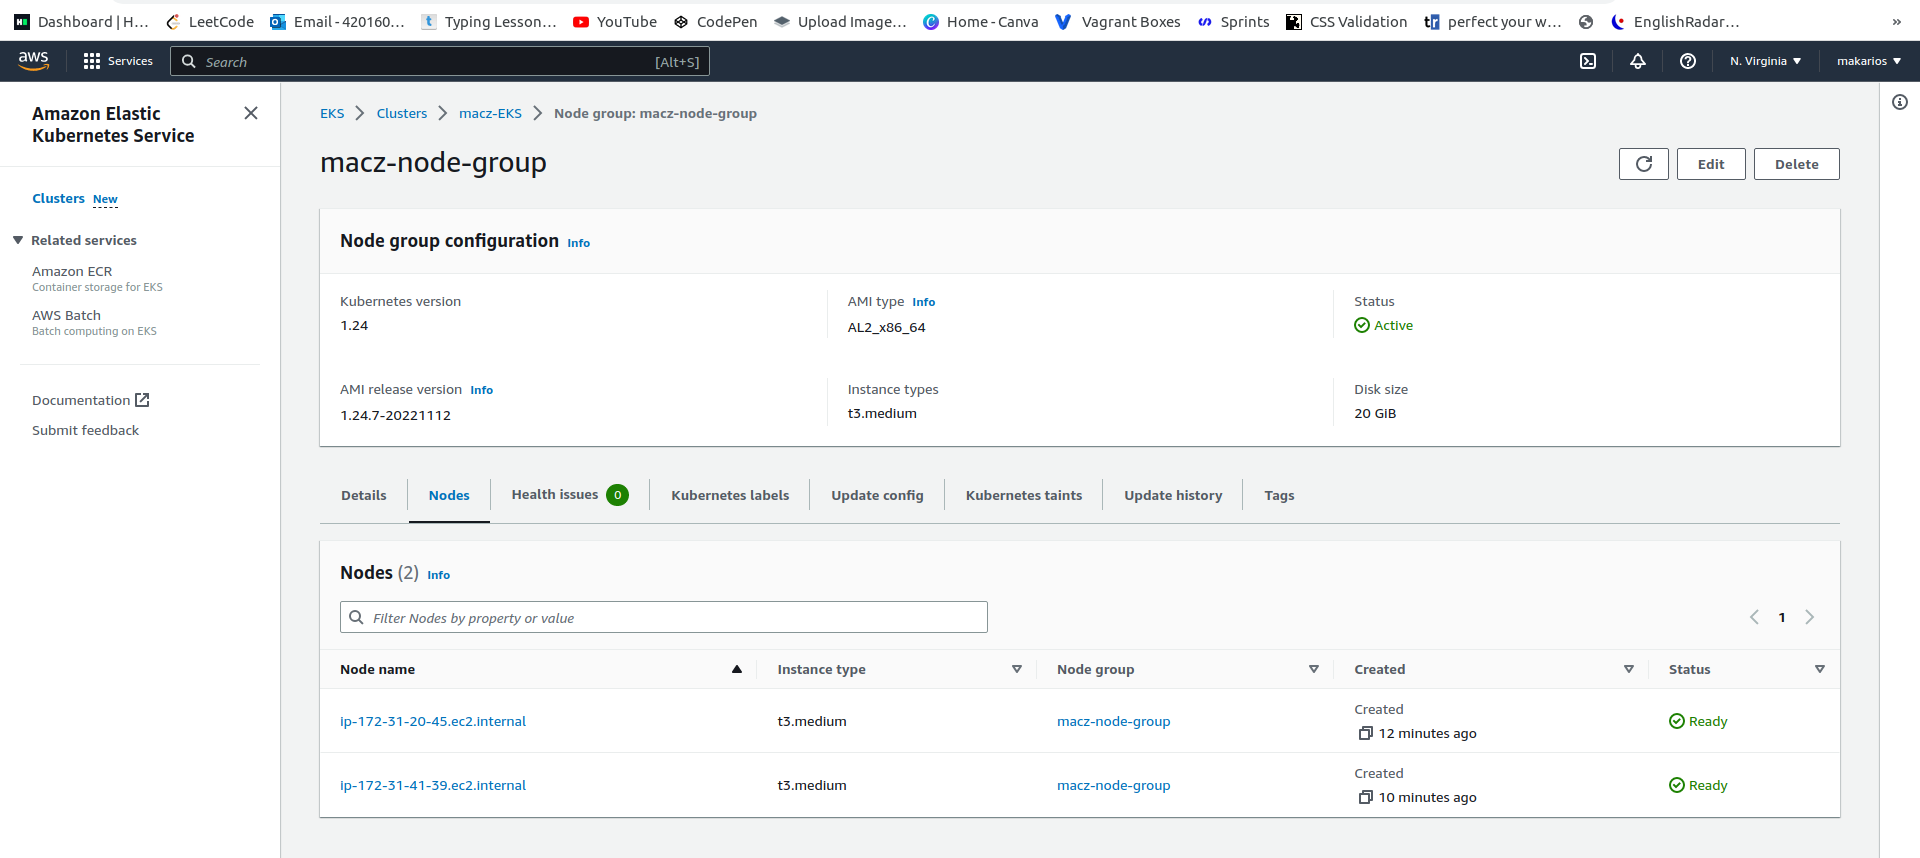 Dashboard | H... LeetCode Email - 420160... Typing Lesson... YouTube CodePen Upload Image... Home - Canva Vagrant Boxes Sprints CSS Validation perfect your w... EnglishRadar... »
aws Services Search [Alt+S] N. Virginia makarios
Amazon Elastic
Kubernetes Service
Clusters New
Related services
Amazon ECR
Container storage for EKS
AWS Batch
Batch computing on EKS
Documentation
Submit feedback
EKS Clusters macz-EKS Node group: macz-node-group
macz-node-group Edit Delete
Node group configuration Info
Kubernetes version AMI type Info Status
1.24 AL2_x86_64 Active
AMI release version Info Instance types Disk size
1.24.7-20221112 t3.medium 20 GiB
Details Nodes Health issues 0 Kubernetes labels Update config Kubernetes taints Update history Tags
Nodes (2) Info
Filter Nodes by property or value 1
Node name Instance type Node group Created Status
ip-172-31-20-45.ec2.internal t3.medium macz-node-group Created 12 minutes ago Ready
ip-172-31-41-39.ec2.internal t3.medium macz-node-group Created 10 minutes ago Ready